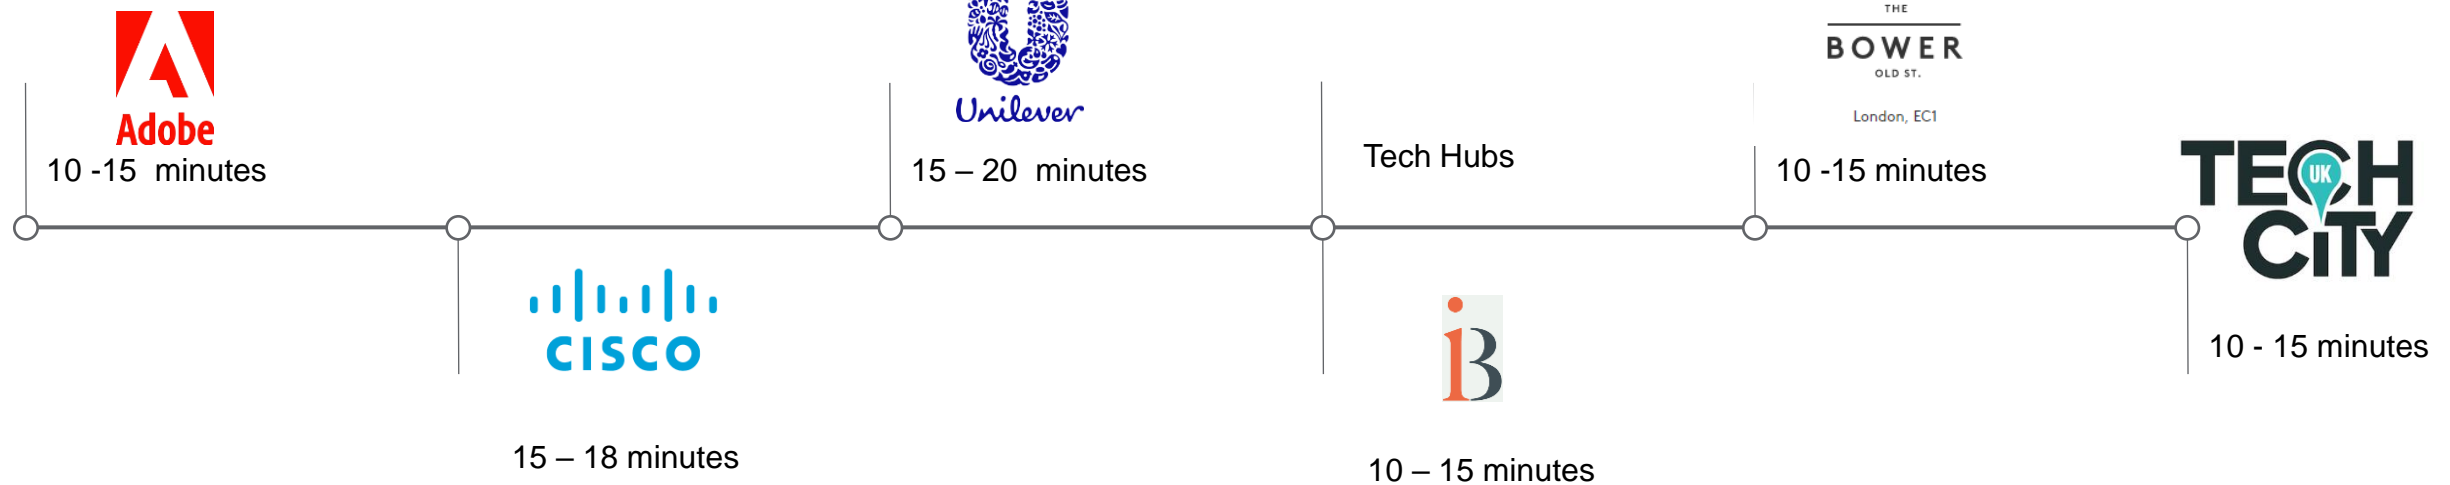 Adobe
10 -15 minutes
CISCO
15 – 18 minutes
Unilever
15 – 20 minutes
Tech Hubs
iB
10 – 15 minutes
THE
BOWER
OLD ST.
London, EC1
10 -15 minutes
TECH
UK
CiTY
10 - 15 minutes